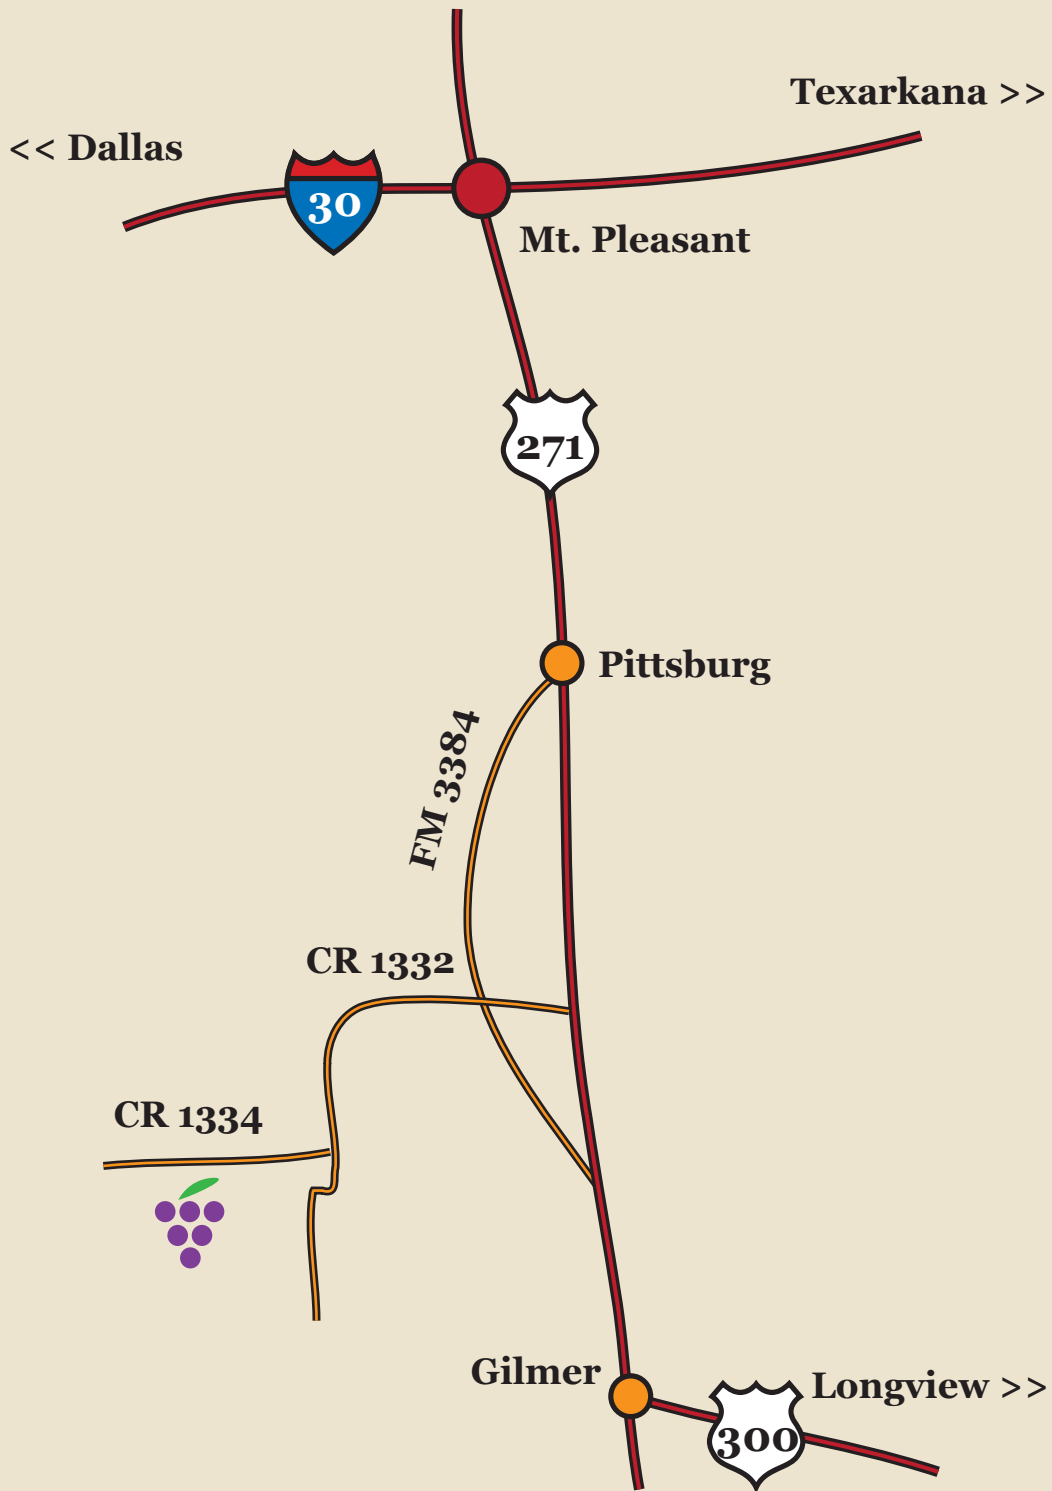 Texarkana >>
<< Dallas
30
Mt. Pleasant
271
Pittsburg
FM 3384
CR 1332
CR 1334
Gilmer
Longview >>
300